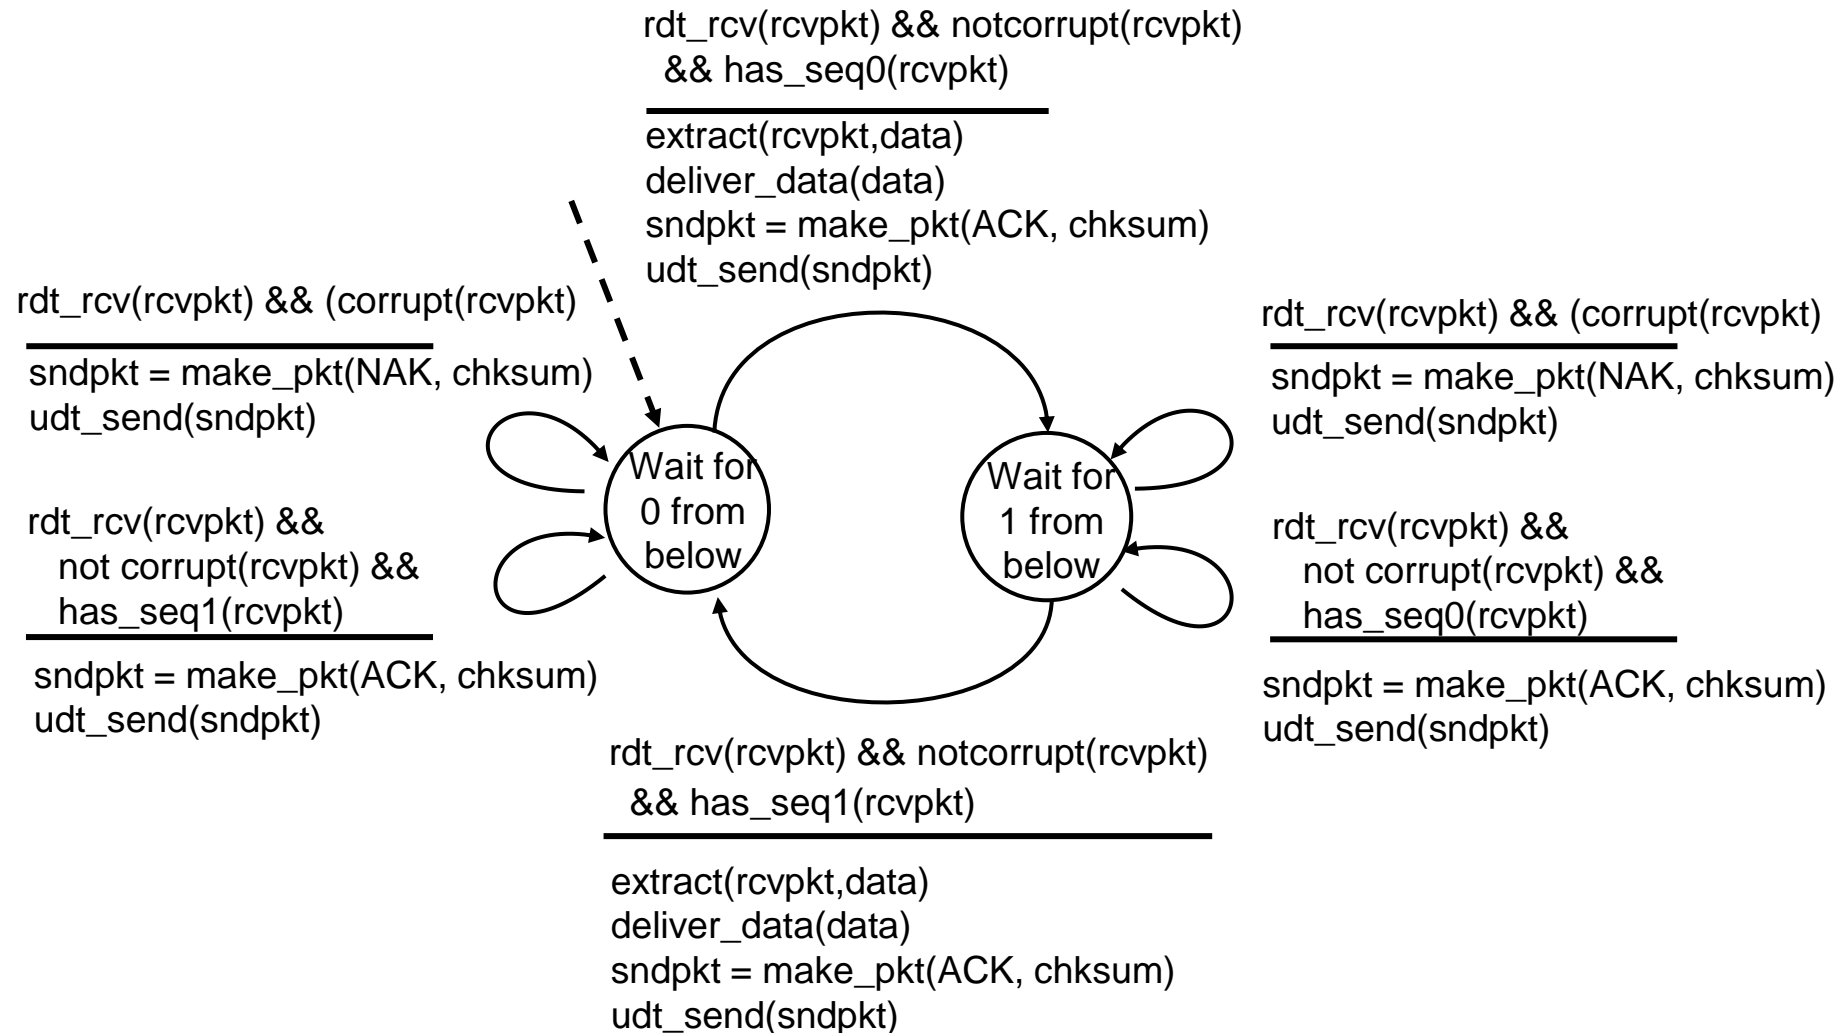 rdt_rcv(rcvpkt) && notcorrupt(rcvpkt)
&& has_seq0(rcvpkt)
extract(rcvpkt,data)
deliver_data(data)
sndpkt = make_pkt(ACK, chksum)
udt_send(sndpkt)
rdt_rcv(rcvpkt) && (corrupt(rcvpkt)
sndpkt = make_pkt(NAK, chksum)
udt_send(sndpkt)
rdt_rcv(rcvpkt) &&
not corrupt(rcvpkt) &&
has_seq1(rcvpkt)
sndpkt = make_pkt(ACK, chksum)
udt_send(sndpkt)
Wait for
0 from
below
Wait for
1 from
below
rdt_rcv(rcvpkt) && (corrupt(rcvpkt)
sndpkt = make_pkt(NAK, chksum)
udt_send(sndpkt)
rdt_rcv(rcvpkt) &&
not corrupt(rcvpkt) &&
has_seq0(rcvpkt)
sndpkt = make_pkt(ACK, chksum)
udt_send(sndpkt)
rdt_rcv(rcvpkt) && notcorrupt(rcvpkt)
&& has_seq1(rcvpkt)
extract(rcvpkt,data)
deliver_data(data)
sndpkt = make_pkt(ACK, chksum)
udt_send(sndpkt)